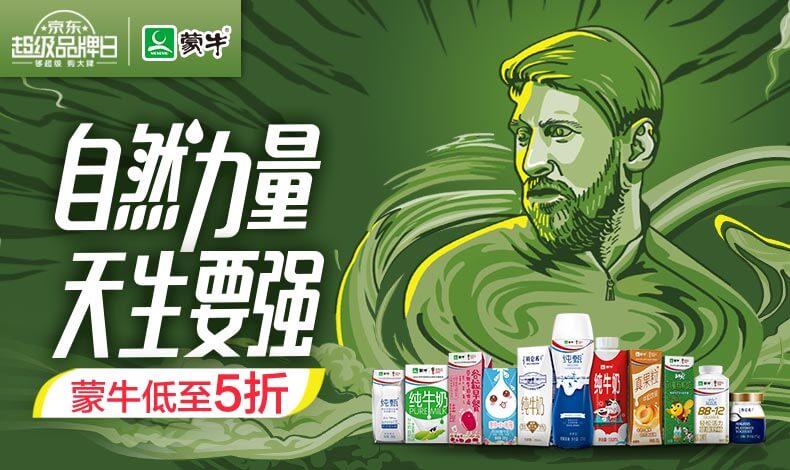 京东
超级品牌日
够超级 购大牌
蒙牛
自然力量
天生要强
蒙牛低至5折
纯甄
纯牛奶
PURE MILK
纯牛奶
纯甄
纯牛奶
真果粒
BB-12